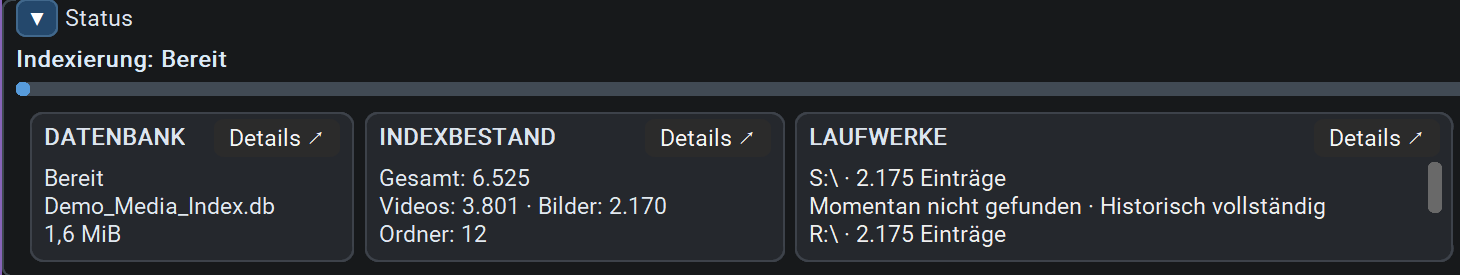 ▼ Status
Indexierung: Bereit
DATENBANK Details ↗
Bereit
Demo_Media_Index.db
1,6 MiB
INDEXBESTAND Details ↗
Gesamt: 6.525
Videos: 3.801 · Bilder: 2.170
Ordner: 12
LAUFWERKE Details ↗
S:\ · 2.175 Einträge
Momentan nicht gefunden · Historisch vollständig
R:\ · 2.175 Einträge